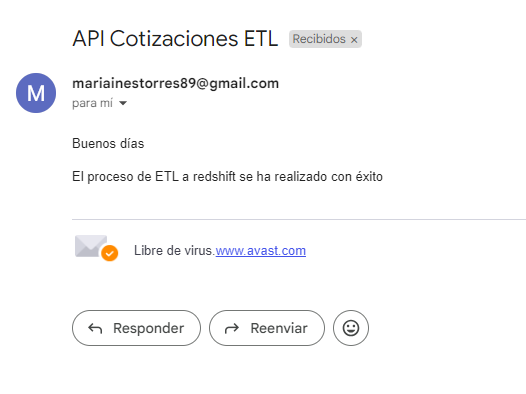 API Cotizaciones ETL Recibidos ×
M
mariainestorres89@gmail.com
para mí
Buenos días
El proceso de ETL a redshift se ha realizado con éxito
Libre de virus.www.avast.com
Responder Reenviar